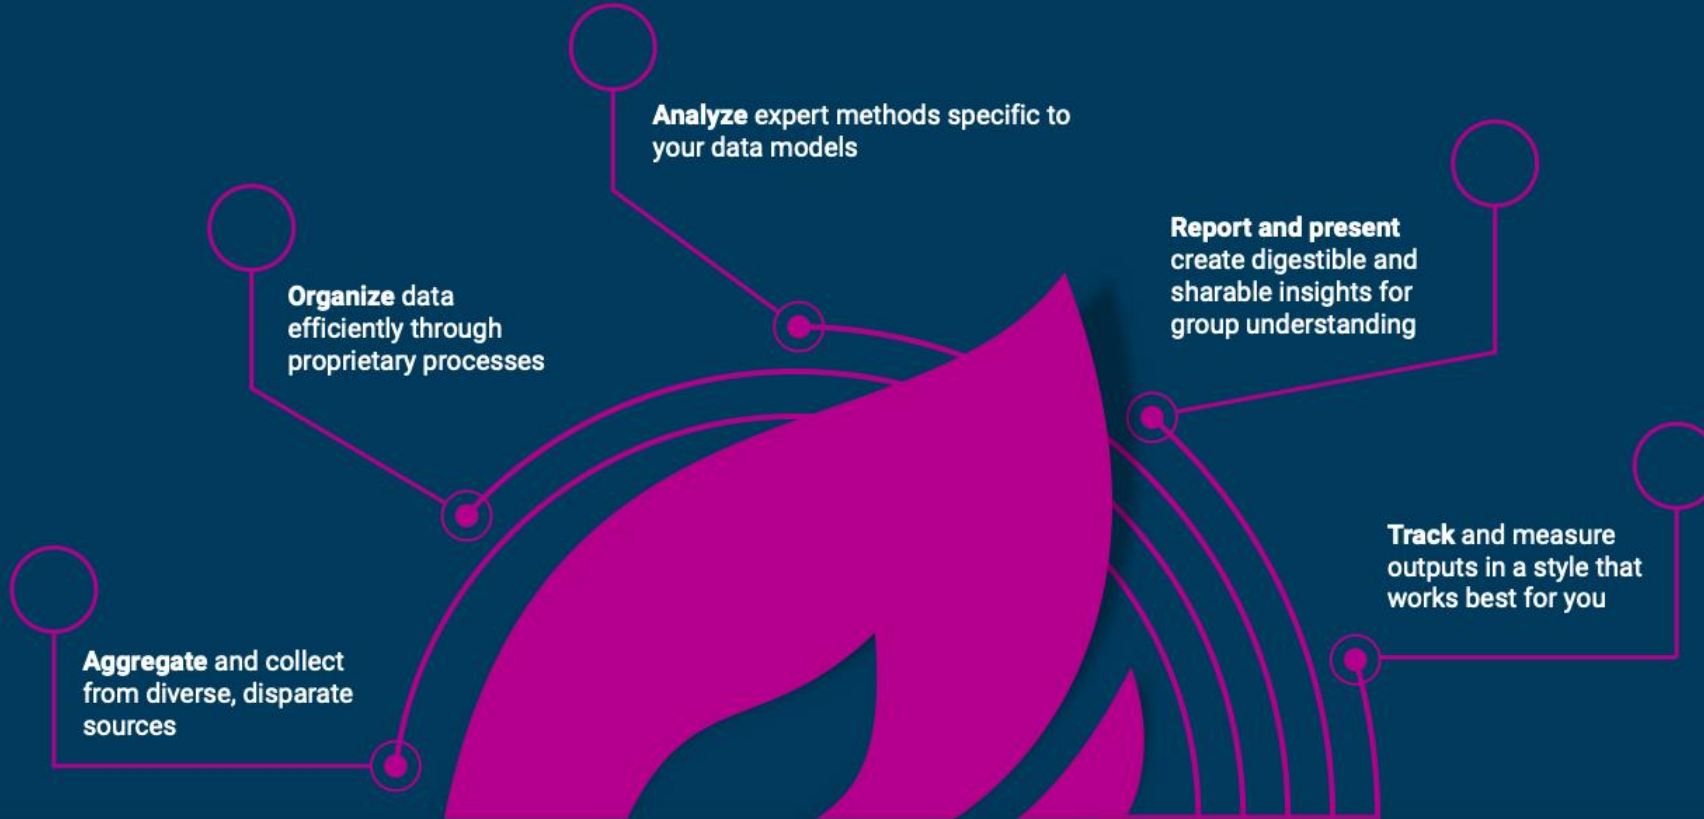 Analyze expert methods specific to
your data models
Report and present
create digestible and
sharable insights for
group understanding
Organize data
efficiently through
proprietary processes
Track and measure
outputs in a style that
works best for you
Aggregate and collect
from diverse, disparate
sources